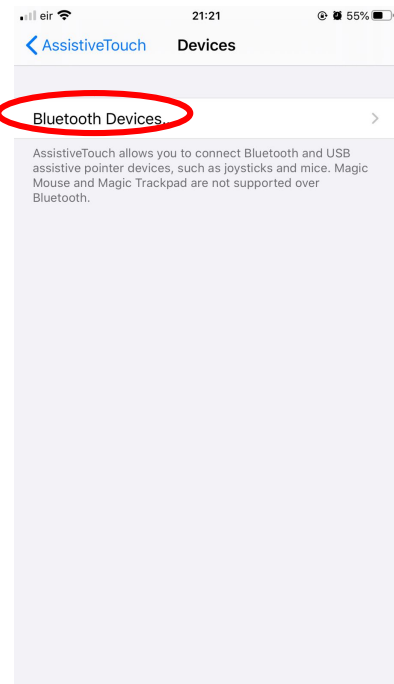 eir 21:21 55%
AssistiveTouch Devices
Bluetooth Devices...
AssistiveTouch allows you to connect Bluetooth and USB
assistive pointer devices, such as joysticks and mice. Magic
Mouse and Magic Trackpad are not supported over
Bluetooth.